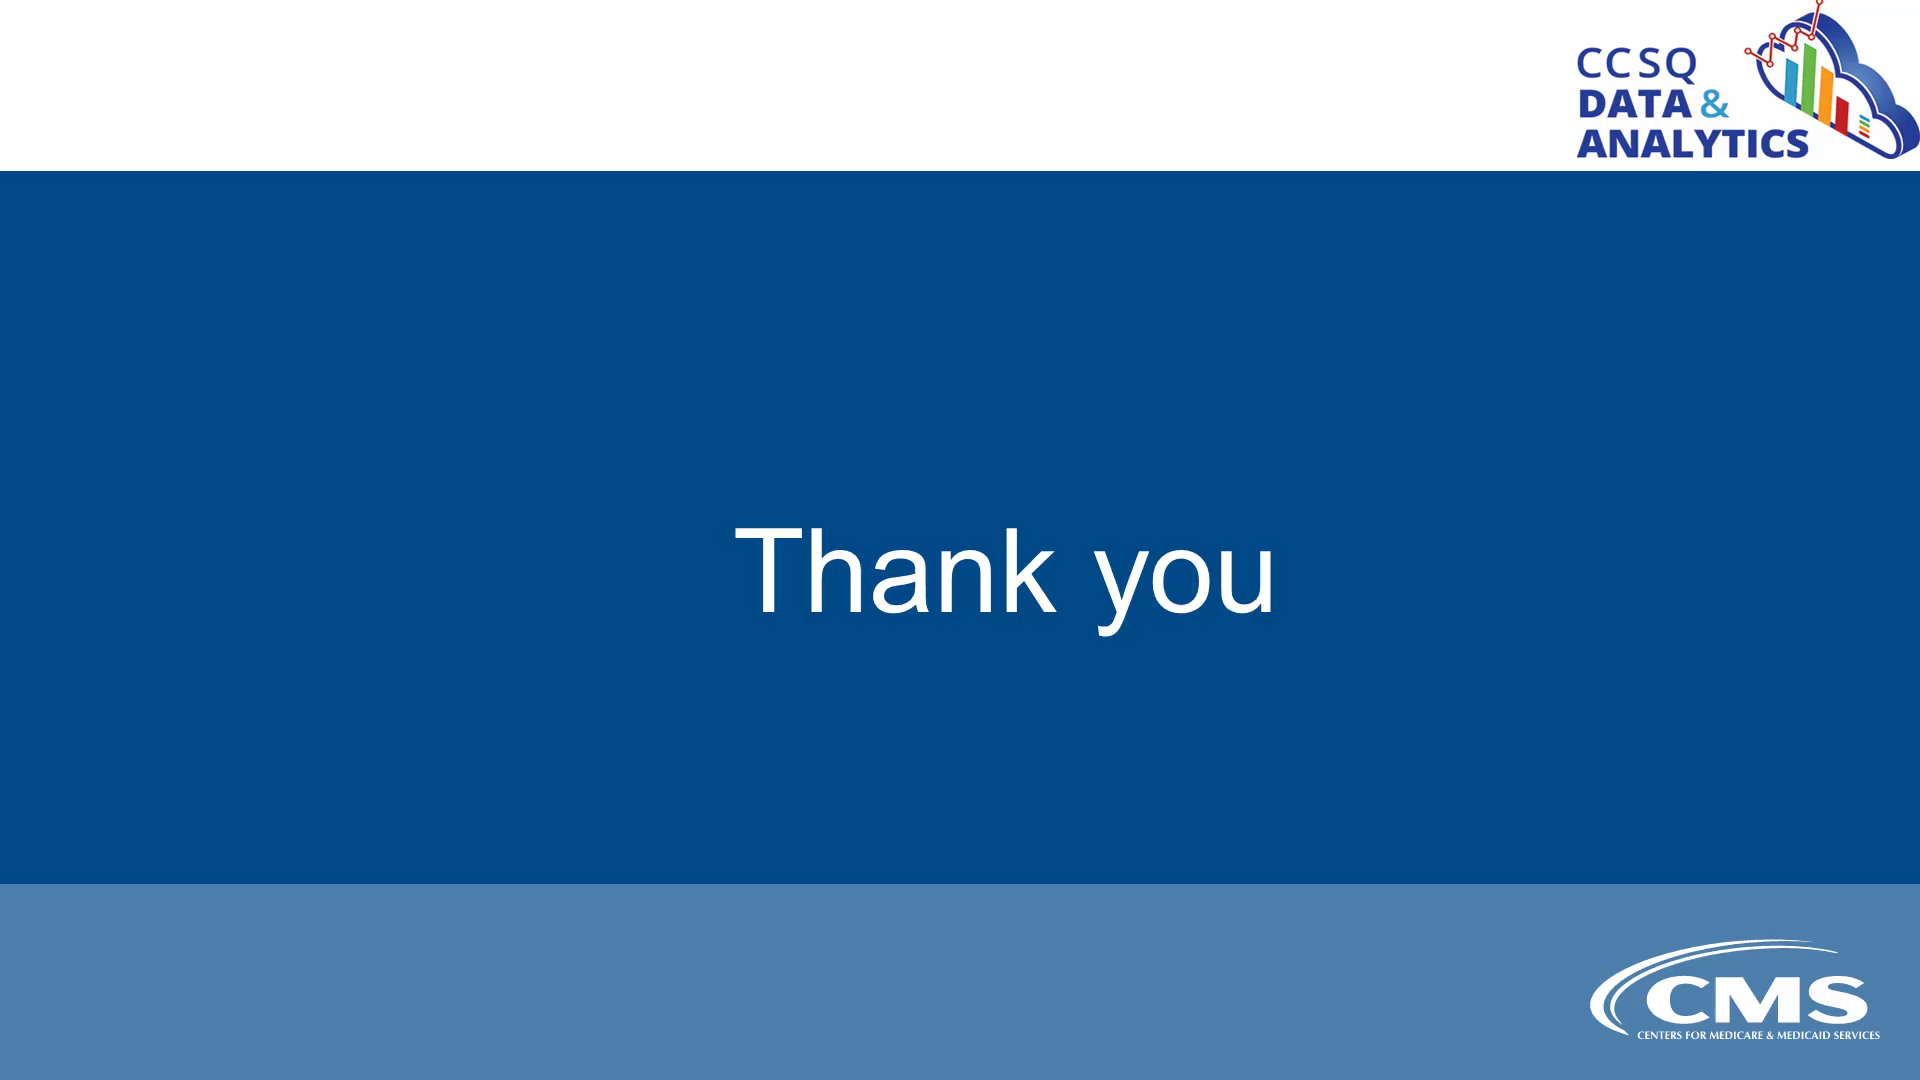 CCSQ
DATA &
ANALYTICS
Thank you
CMS
CENTERS FOR MEDICARE & MEDICAID SERVICES